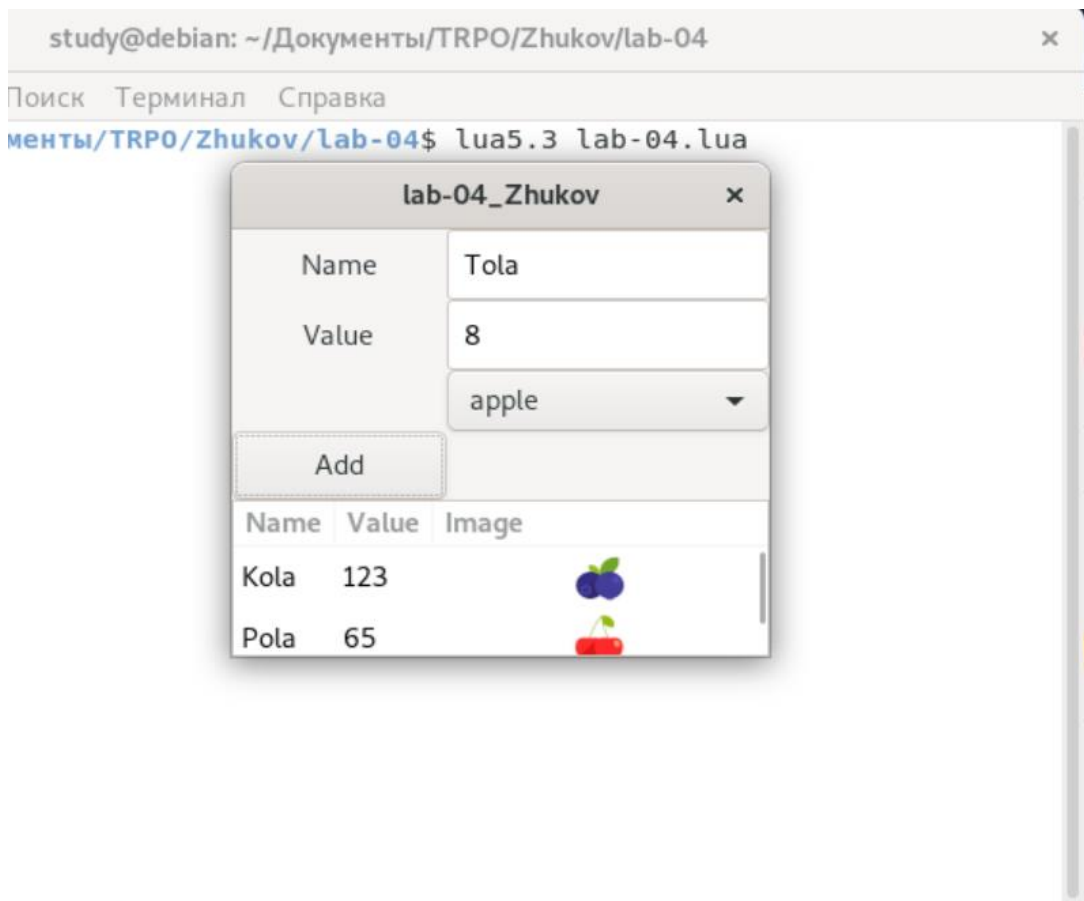 study@debian: ~/Документы/TRPO/Zhukov/lab-04
Поиск Терминал Справка
менты/TRPO/Zhukov/lab-04$ lua5.3 lab-04.lua
lab-04_Zhukov
Name Tola
Value 8
apple
Add
Name Value Image
Kola 123
Pola 65